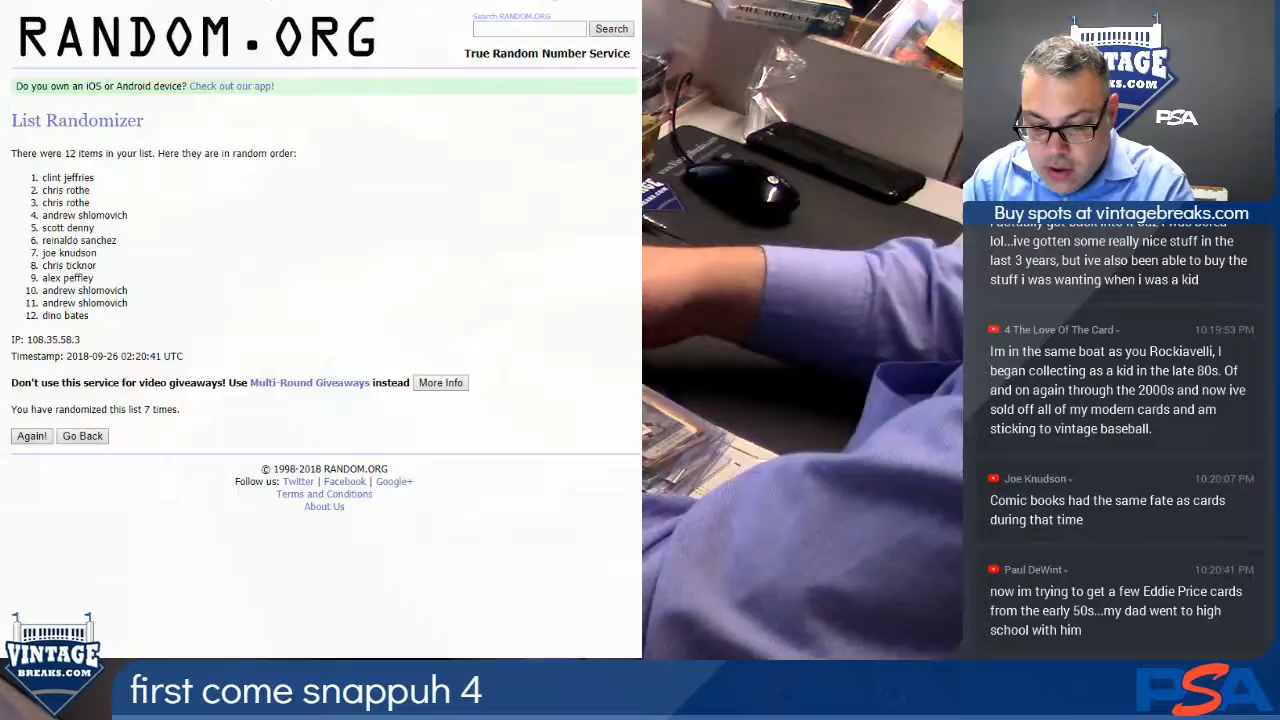 RANDOM.ORG
Search RANDOM.ORG
Search
True Random Number Service
Do you own an iOS or Android device? Check out our app!
List Randomizer
There were 12 items in your list. Here they are in random order:
1. clint jeffries
2. chris rothe
3. chris rothe
4. andrew shlomovich
5. scott denny
6. reinaldo sanchez
7. joe knudson
8. chris ticknor
9. alex peffley
10. andrew shlomovich
11. andrew shlomovich
12. dino bates
IP: 108.35.58.3
Timestamp: 2018-09-26 02:20:41 UTC
Don't use this service for video giveaways! Use Multi-Round Giveaways instead More Info
You have randomized this list 7 times.
Again! Go Back
© 1998-2018 RANDOM.ORG
Follow us: Twitter | Facebook | Google+
Terms and Conditions
About Us
VINTAGE
BREAKS.COM
first come snappuh 4
NHL HOCKEY
PSA
Buy spots at vintagebreaks.com
lol...ive gotten some really nice stuff in the
last 3 years, but ive also been able to buy the
stuff i was wanting when i was a kid
4 The Love Of The Card 10:19:53 PM
Im in the same boat as you Rockiavelli, I
began collecting as a kid in the late 80s. Of
and on again through the 2000s and now ive
sold off all of my modern cards and am
sticking to vintage baseball.
Joe Knudson 10:20:07 PM
Comic books had the same fate as cards
during that time
Paul DeWint 10:20:41 PM
now im trying to get a few Eddie Price cards
from the early 50s...my dad went to high
school with him
PSA